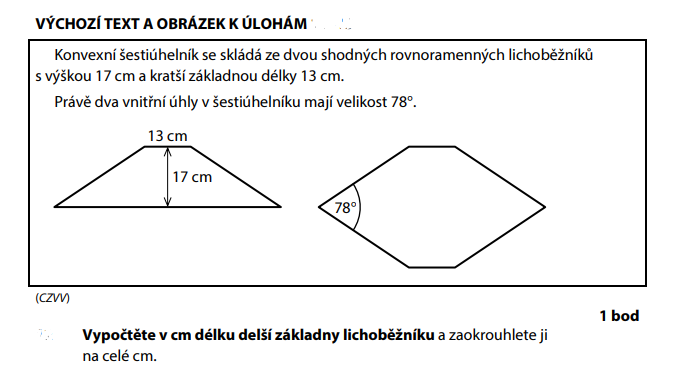 VÝCHOZÍ TEXT A OBRÁZEK K ÚLOHÁM
Konvexní šestiúhelník se skládá ze dvou shodných rovnoramenných lichoběžníků
s výškou 17 cm a kratší základnou délky 13 cm.
Právě dva vnitřní úhly v šestiúhelníku mají velikost 78°.
13 cm
17 cm
78°
(CZVV)
1 bod
Vypočtěte v cm délku delší základny lichoběžníku a zaokrouhlete ji
na celé cm.